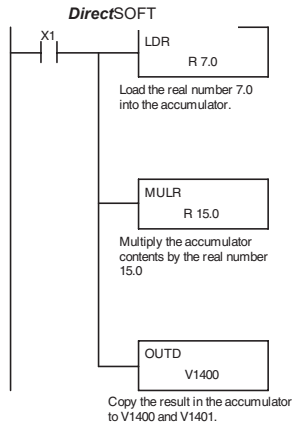 DirectSOFT
X1
LDR
R 7.0
Load the real number 7.0
into the accumulator.
MULR
R 15.0
Multiply the accumulator
contents by the real number
15.0
OUTD
V1400
Copy the result in the accumulator
to V1400 and V1401.